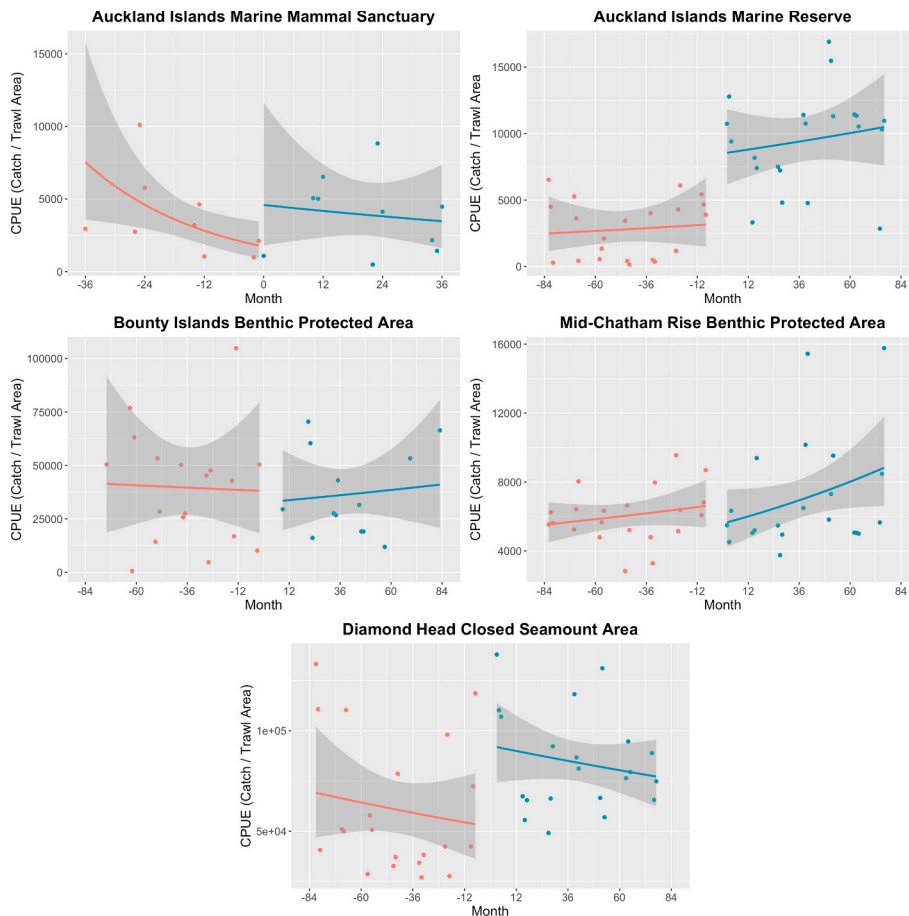 Auckland Islands Marine Mammal Sanctuary
CPUE (Catch / Trawl Area)
15000
10000
5000
0
-36 -24 -12 0 12 24 36
Month
Auckland Islands Marine Reserve
CPUE (Catch / Trawl Area)
15000
10000
5000
0
-84 -60 -36 -12 12 36 60 84
Month
Bounty Islands Benthic Protected Area
CPUE (Catch / Trawl Area)
100000
75000
50000
25000
0
-84 -60 -36 -12 12 36 60 84
Month
Mid-Chatham Rise Benthic Protected Area
CPUE (Catch / Trawl Area)
16000
12000
8000
4000
-84 -60 -36 -12 12 36 60 84
Month
Diamond Head Closed Seamount Area
CPUE (Catch / Trawl Area)
1e+05
5e+04
-84 -60 -36 -12 12 36 60 84
Month